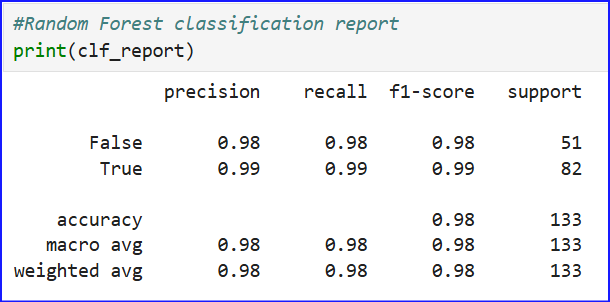 #Random Forest classification report
print(clf_report)
precision recall f1-score support
False 0.98 0.98 0.98 51
True 0.99 0.99 0.99 82
accuracy 0.98 133
macro avg 0.98 0.98 0.98 133
weighted avg 0.98 0.98 0.98 133